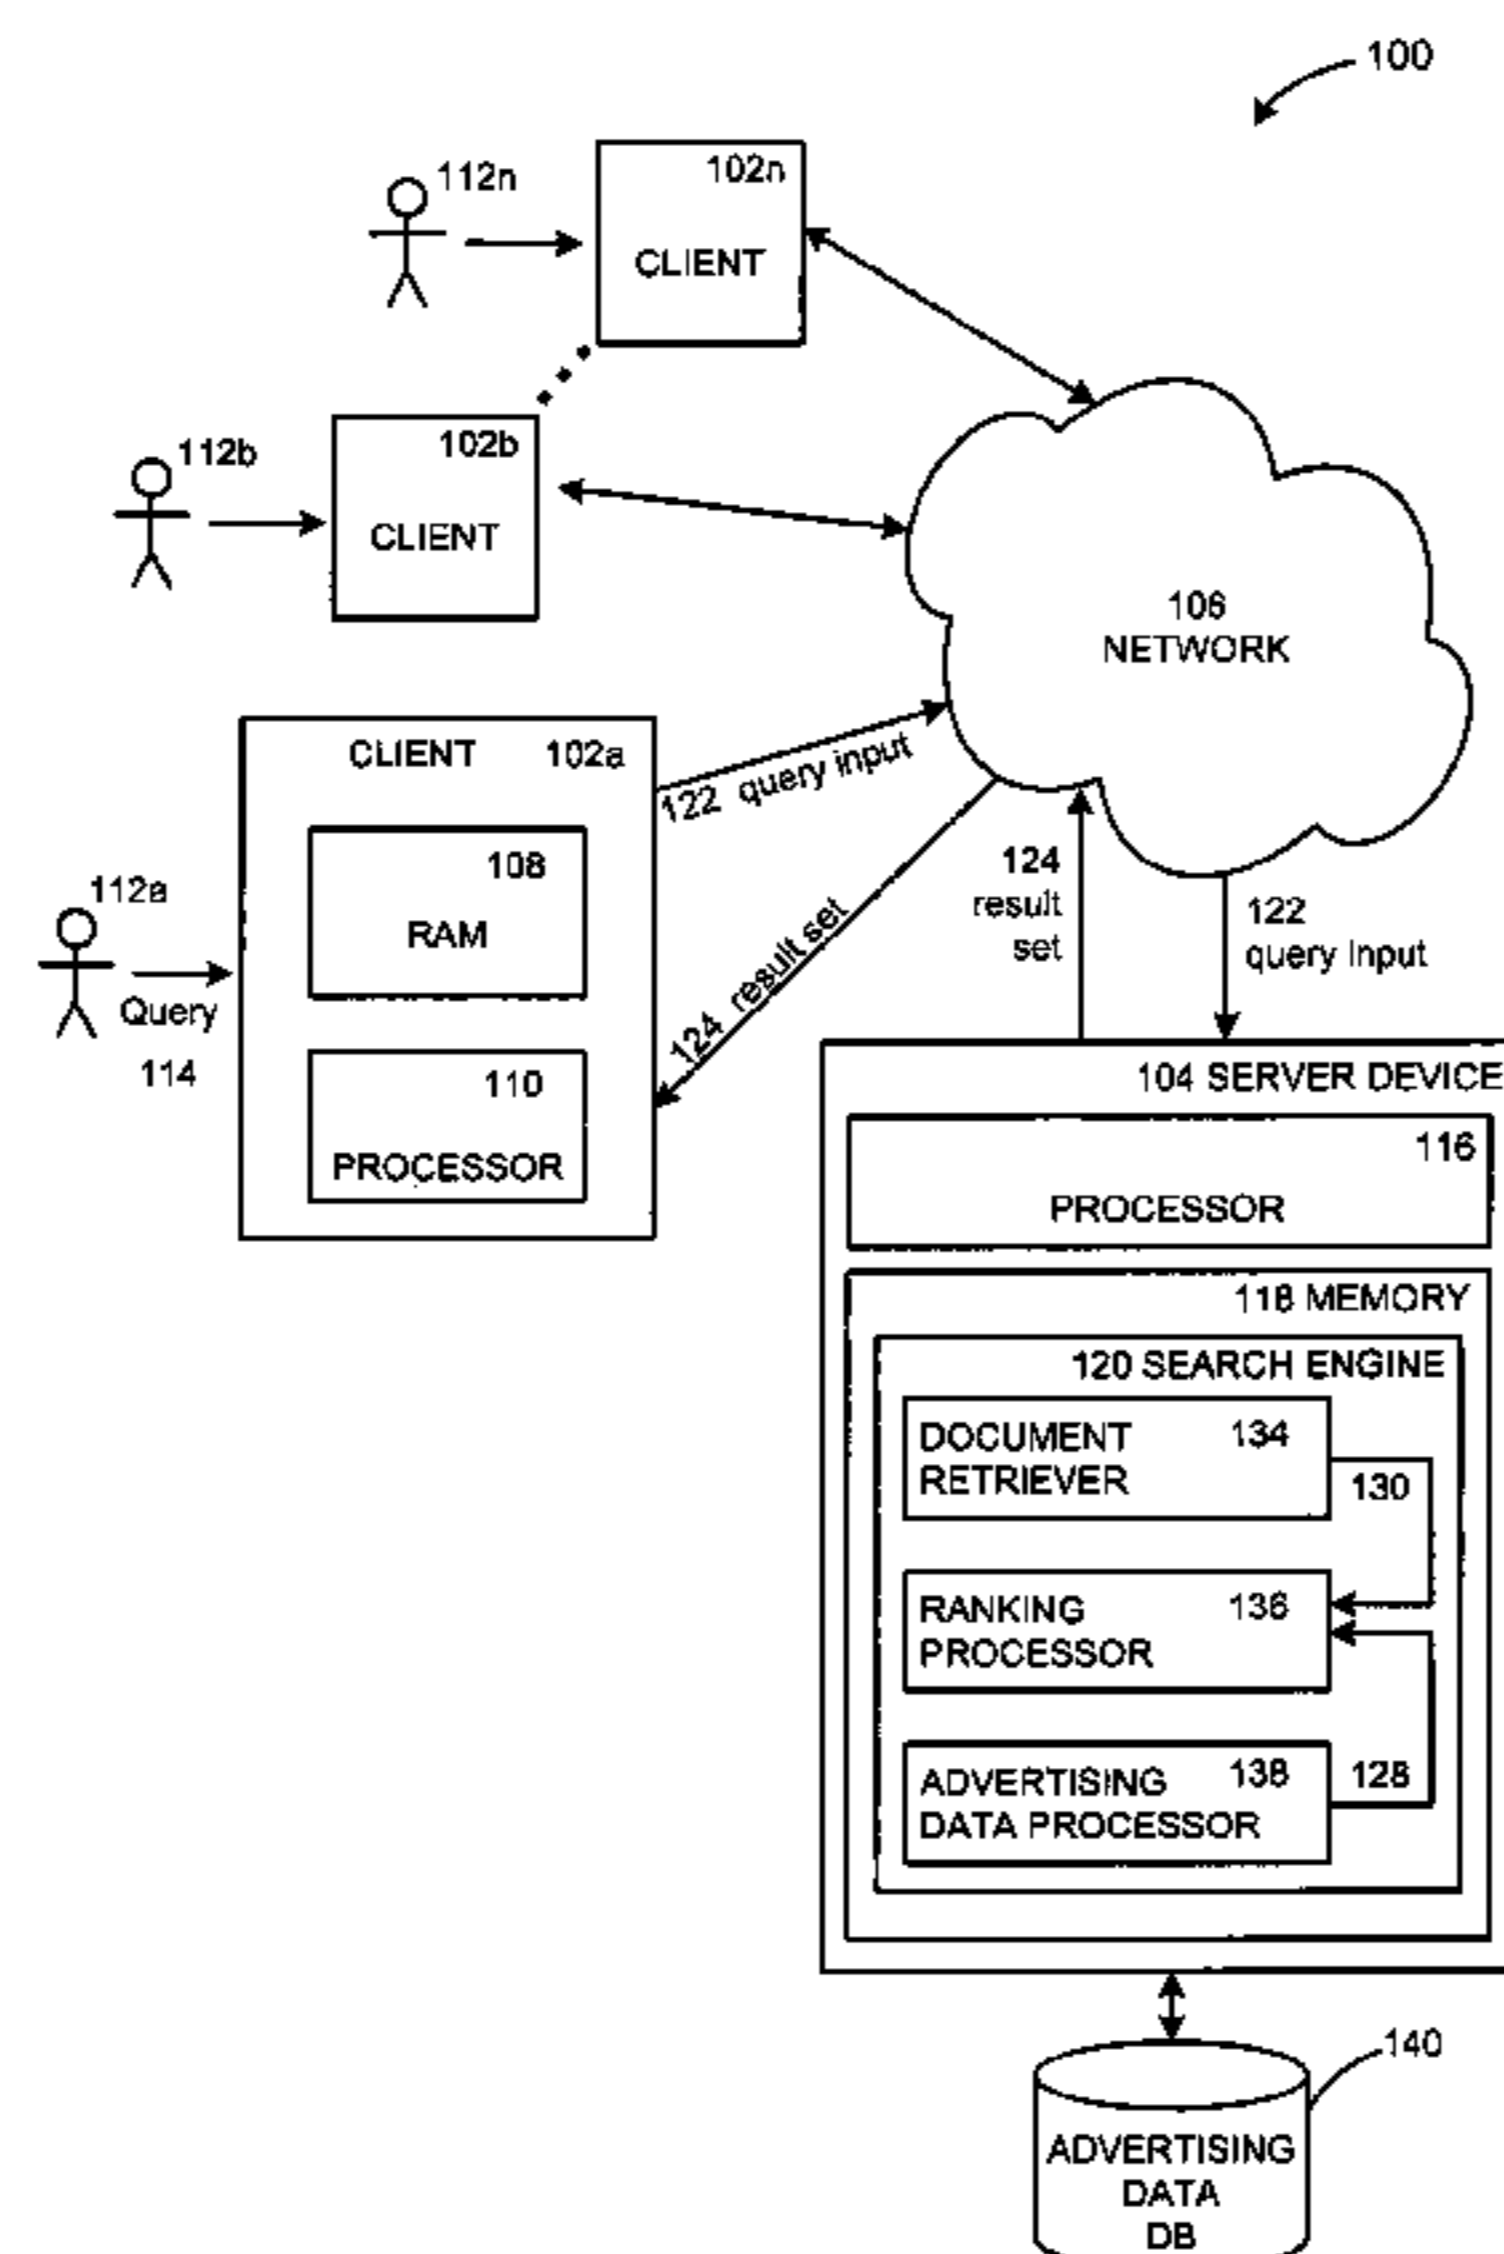 100
112n
102n
CLIENT
112b
102b
CLIENT
106
NETWORK
CLIENT 102a
122 query input
108
RAM
112a
Query
114
124 result set
110
PROCESSOR
124
result
set
122
query input
104 SERVER DEVICE
116
PROCESSOR
118 MEMORY
120 SEARCH ENGINE
DOCUMENT 134
RETRIEVER
130
RANKING 136
PROCESSOR
ADVERTISING 138
DATA PROCESSOR
128
140
ADVERTISING
DATA
DB